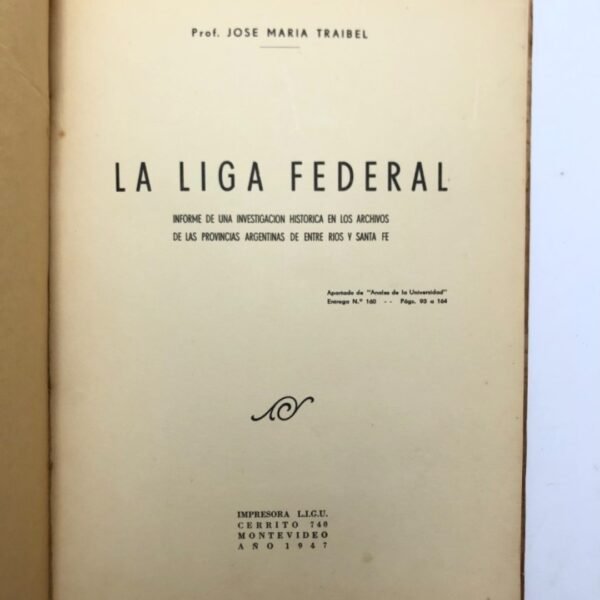 Prof. JOSE MARIA TRAIBEL
LA LIGA FEDERAL
INFORME DE UNA INVESTIGACION HISTORICA EN LOS ARCHIVOS
DE LAS PROVINCIAS ARGENTINAS DE ENTRE RIOS Y SANTA FE
Apartado de "Anales de la Universidad"
Entrega N.º 160 - - Págs. 93 a 164
IMPRESORA L.I.G.U.
CERRITO 740
MONTEVIDEO
AÑO 1947